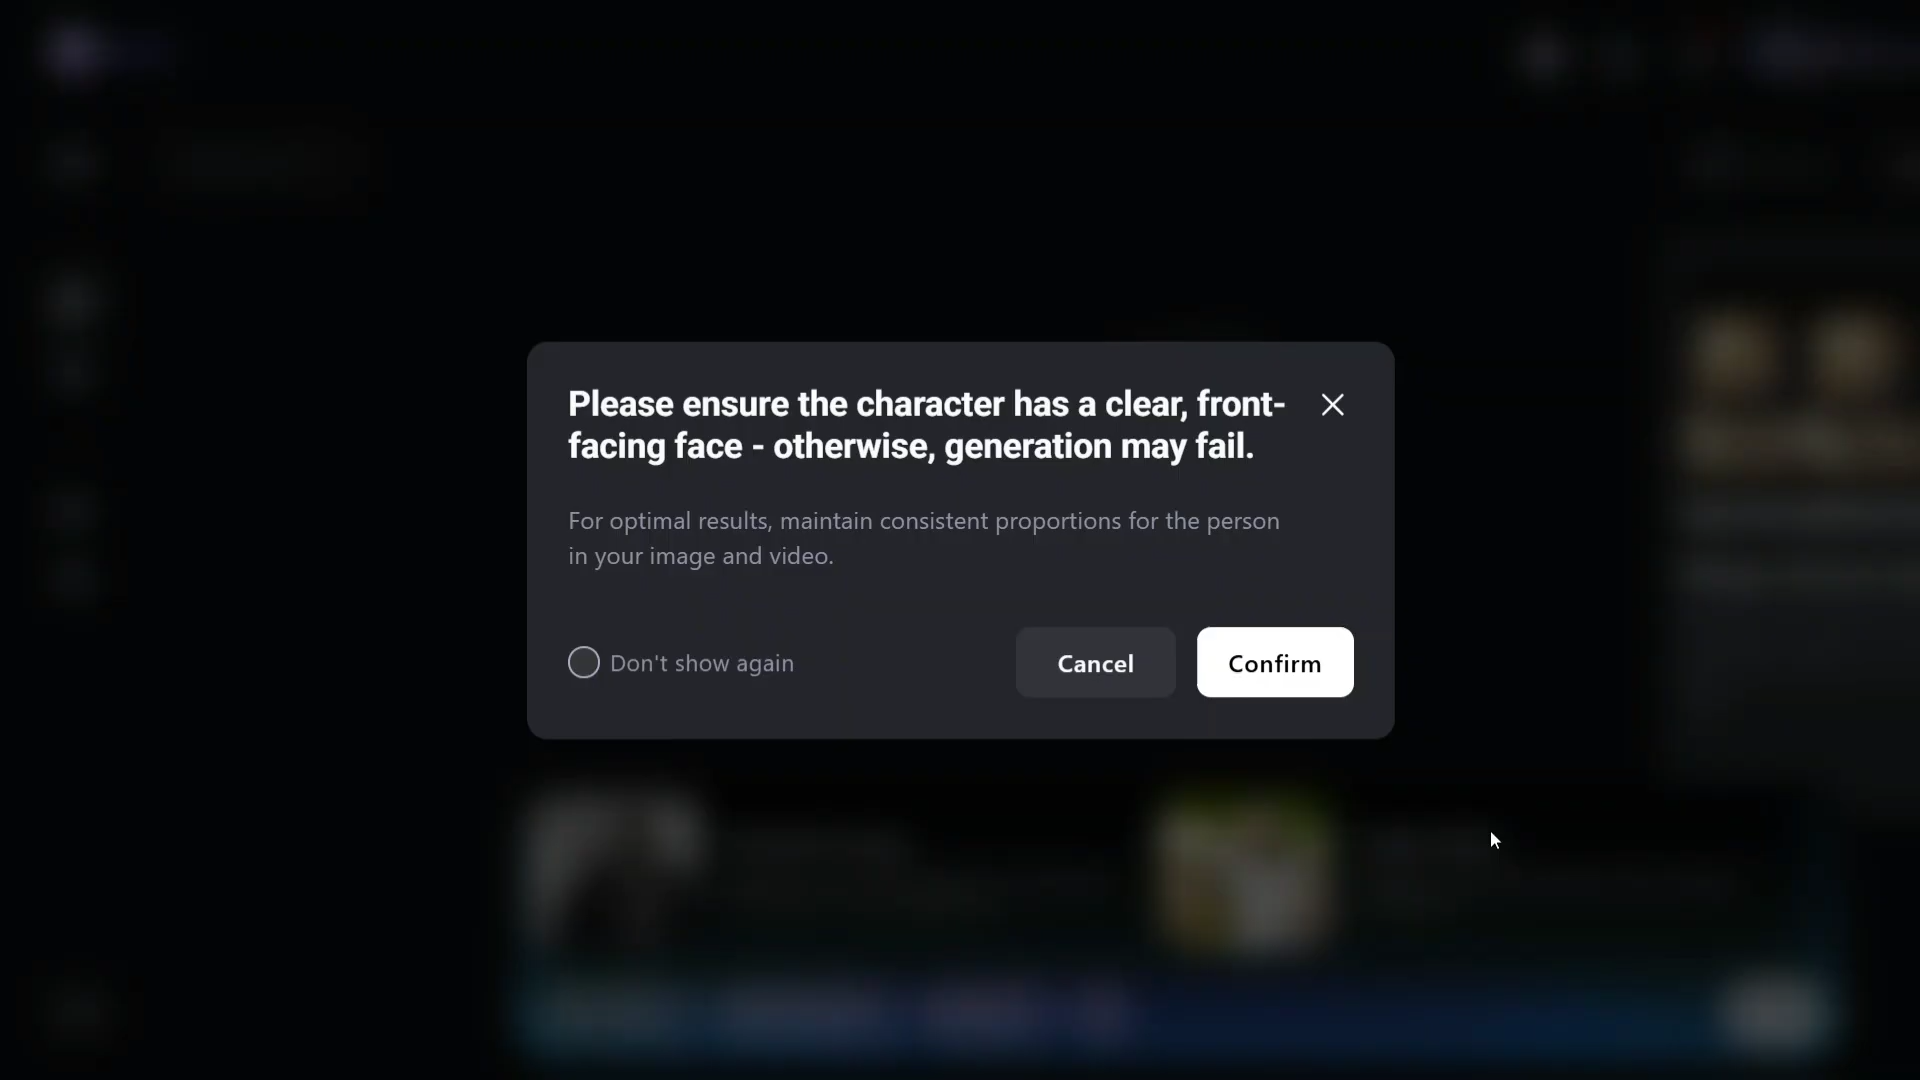 Please ensure the character has a clear, front-
facing face - otherwise, generation may fail.
For optimal results, maintain consistent proportions for the person
in your image and video.
Don't show again
Cancel
Confirm